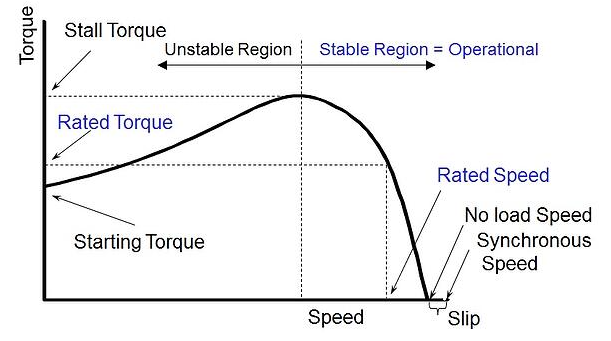 Torque
Stall Torque
Unstable Region
Stable Region = Operational
Rated Torque
Rated Speed
No load Speed
Synchronous
Speed
Starting Torque
Speed
Slip